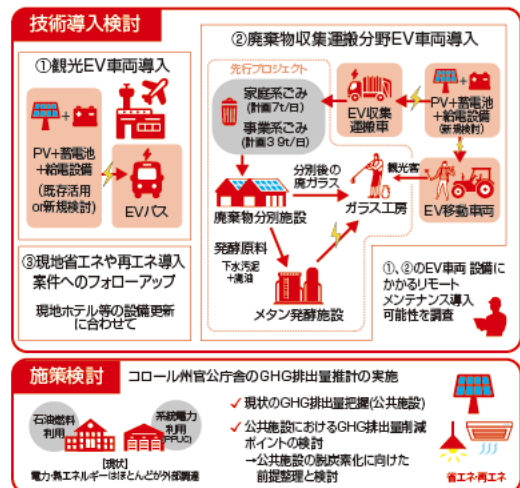 技術導入検討
①観光EV車両導入
PV+蓄電池
+給電設備
(既存活用
or新規検討)
EVバス
②廃棄物収集運搬分野EV車両導入
先行プロジェクト
家庭系ごみ
(計画7t/日)
事業系ごみ
(計画39t/日)
EV収集
運搬車
PV+蓄電池
+給電設備
(新規検討)
分別後の
廃ガラス
観光客
廃棄物分別施設
ガラス工房
EV移動車両
発酵原料
下水汚泥
+廃油
メタン発酵施設
③現地省エネや再エネ導入
案件へのフォローアップ
現地ホテル等の設備更新
に合わせて
①、②のEV車両 設備に
かかるリモート
メンテナンス導入
可能性を調査
施策検討
コロール州官公庁舎のGHG排出量推計の実施
石油燃料
利用
系統電力
利用
(PPUC)
[現状]
電力・熱エネルギーはほとんどが外部調達
✓ 現状のGHG排出量把握(公共施設)
✓ 公共施設におけるGHG排出量削減
ポイントの検討
→公共施設の脱炭素化に向けた
前提整理と検討
省エネ・再エネ